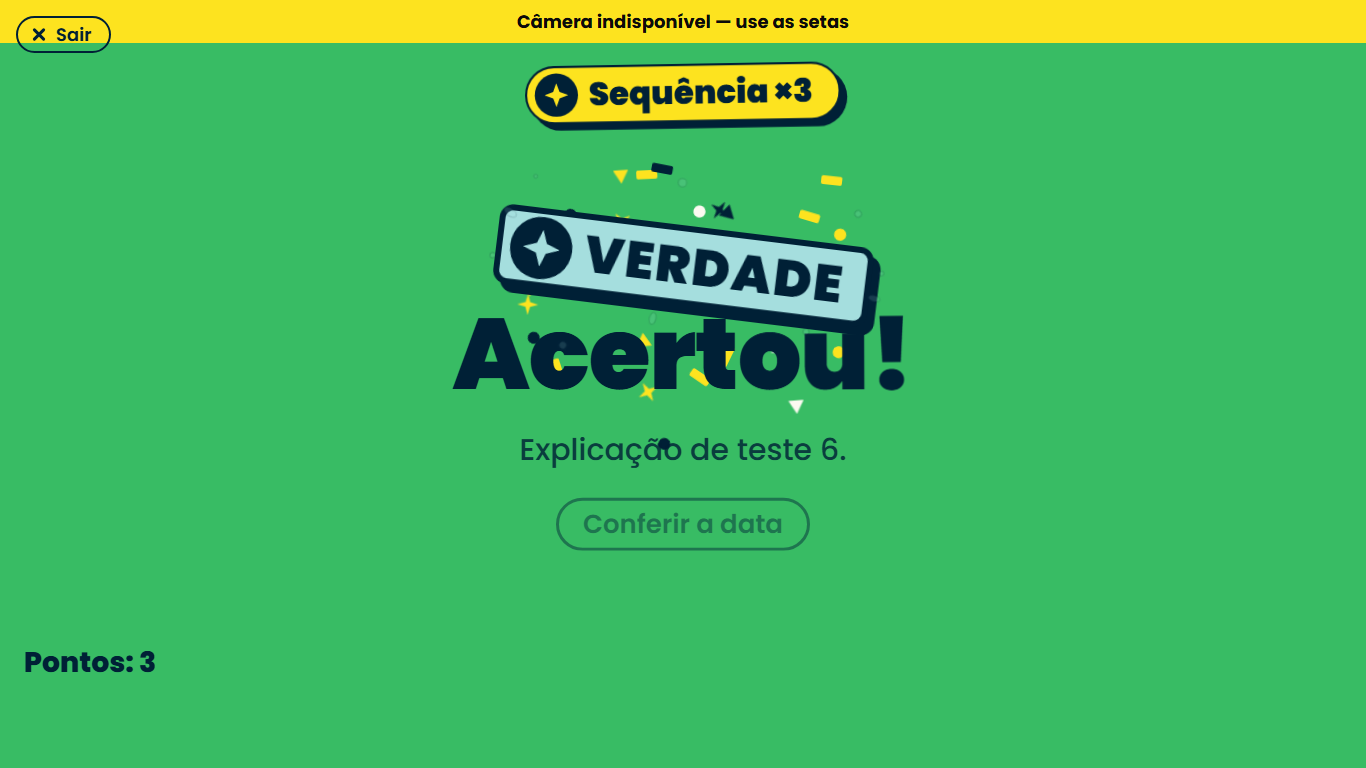 Câmera indisponível — use as setas
Sair
Sequência ×3
VERDADE
Acertou!
Explicação de teste 6.
Conferir a data
Pontos: 3